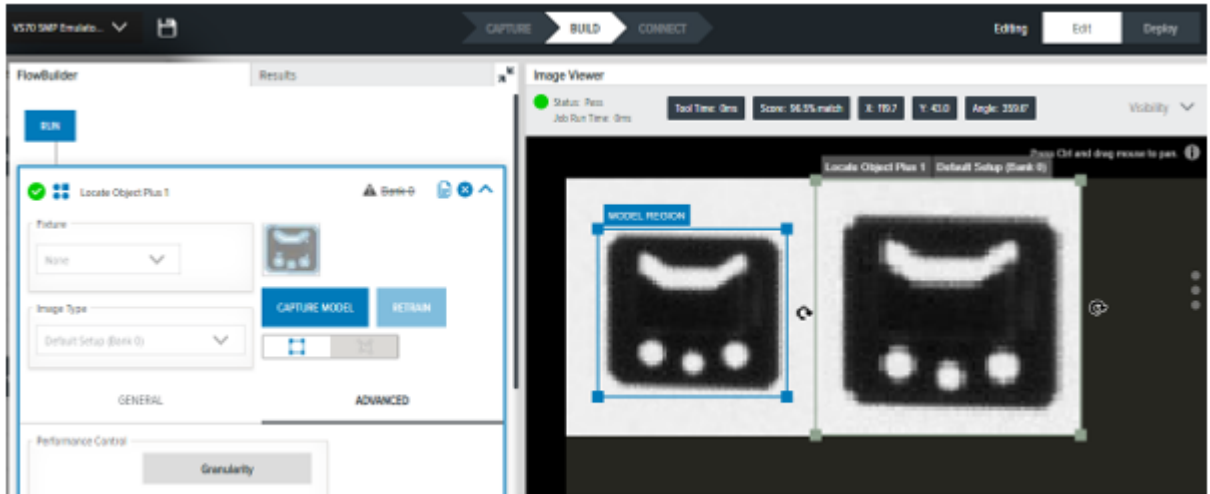 VS70 SMP Emulato...
CAPTURE
BUILD
CONNECT
Editing
Edit
Deploy
FlowBuilder
Results
Image Viewer
Status: Pass
Job Run Time: 0ms
Tool Time: 0ms
Score: 96.5% match
X: 119.7
Y: 43.0
Angle: 359.8°
Visibility
RUN
Press Ctrl and drag mouse to pan.
Locate Object Plus 1
Default Setup (Bank 0)
Locate Object Plus 1
Bank 0
MODEL REGION
Fixture
None
CAPTURE MODEL
RETRAIN
Image Type
Default Setup (Bank 0)
GENERAL
ADVANCED
Performance Control
Granularity